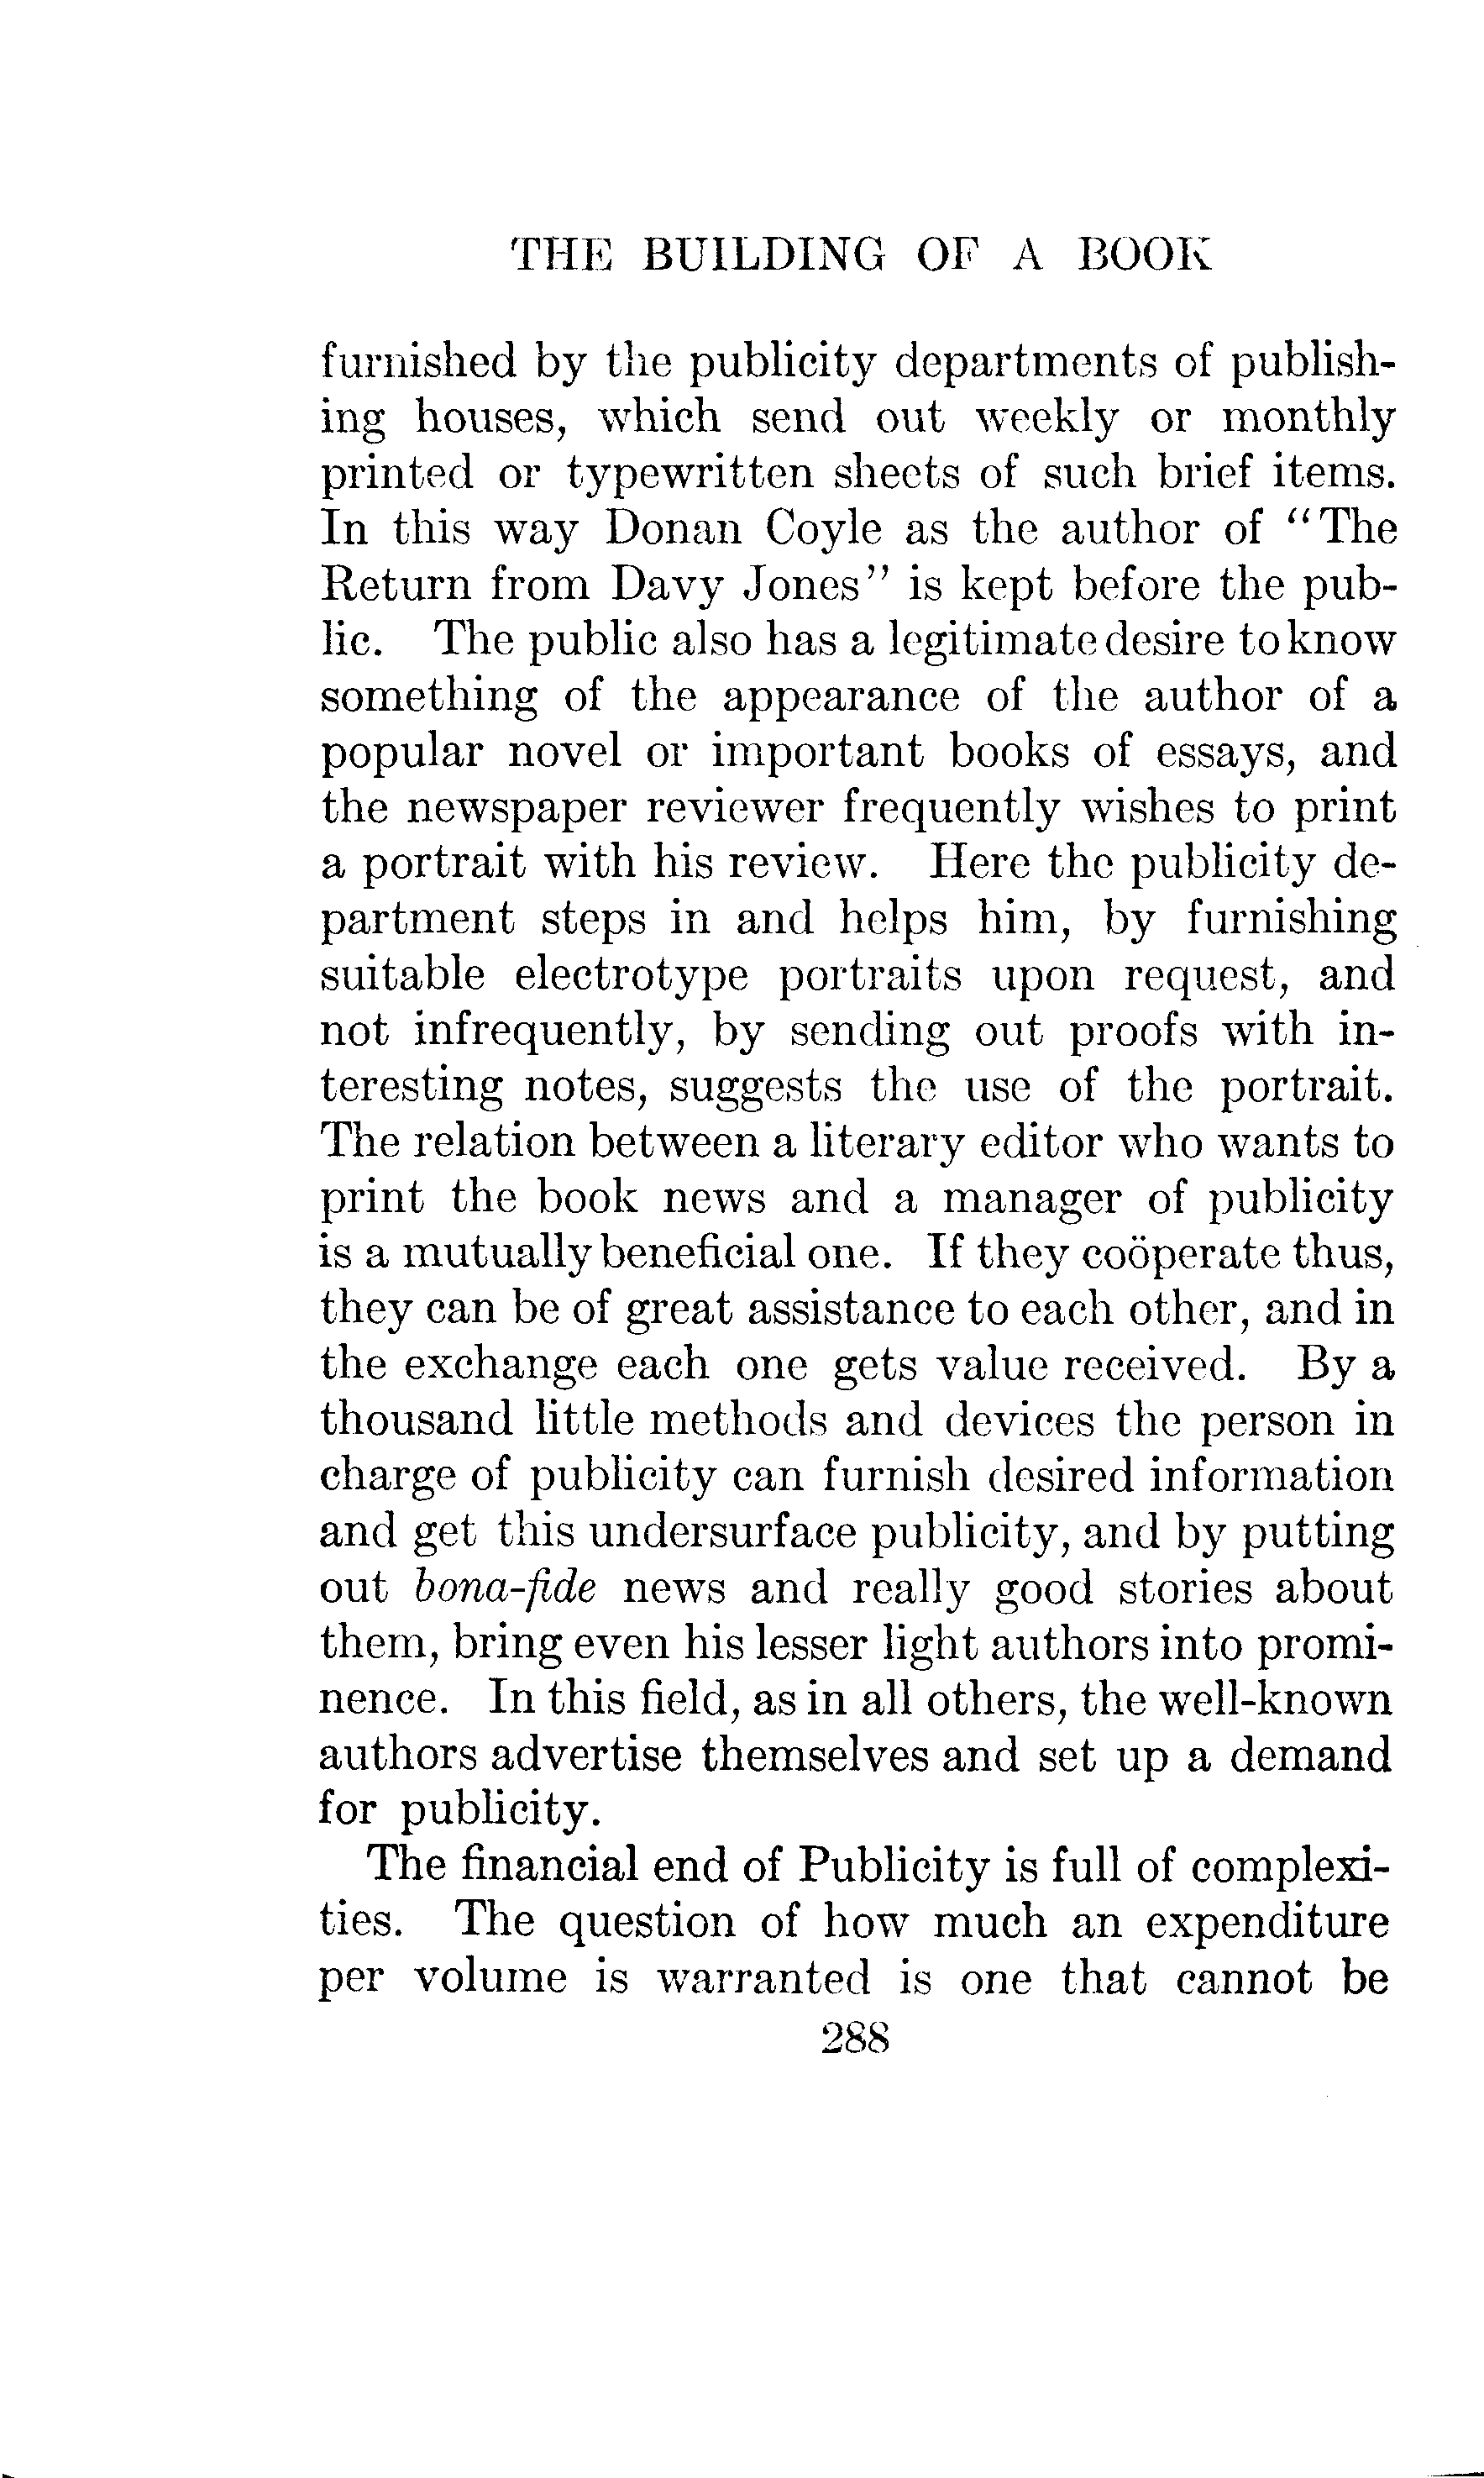 THE BUILDING OF A BOOK
furnished by the publicity departments of publish-
ing houses, which send out weekly or monthly
printed or typewritten sheets of such brief items.
In this way Donan Coyle as the author of "The
Return from Davy Jones" is kept before the pub-
lic. The public also has a legitimate desire to know
something of the appearance of the author of a
popular novel or important books of essays, and
the newspaper reviewer frequently wishes to print
a portrait with his review. Here the publicity de-
partment steps in and helps him, by furnishing
suitable electrotype portraits upon request, and
not infrequently, by sending out proofs with in-
teresting notes, suggests the use of the portrait.
The relation between a literary editor who wants to
print the book news and a manager of publicity
is a mutually beneficial one. If they coöperate thus,
they can be of great assistance to each other, and in
the exchange each one gets value received. By a
thousand little methods and devices the person in
charge of publicity can furnish desired information
and get this undersurface publicity, and by putting
out bona-fide news and really good stories about
them, bring even his lesser light authors into promi-
nence. In this field, as in all others, the well-known
authors advertise themselves and set up a demand
for publicity.
The financial end of Publicity is full of complexi-
ties. The question of how much an expenditure
per volume is warranted is one that cannot be
288